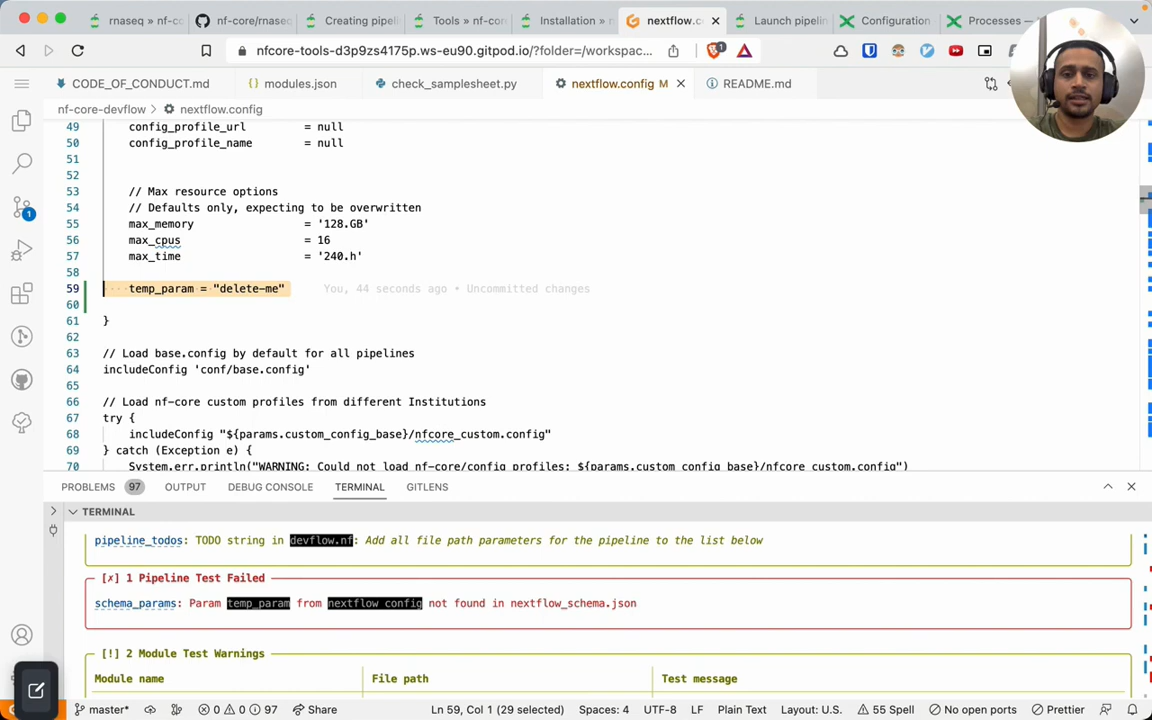 rnaseq » nf-co
nf-core/rnase
Creating pipel
Tools » nf-cor
Installation » n
nextflow.co
Launch pipelin
Configuration
Processes —
nfcore-tools-d3p9zs4175p.ws-eu90.gitpod.io/?folder=/workspac...
1
CODE_OF_CONDUCT.md
modules.json
check_samplesheet.py
nextflow.config M
README.md
nf-core-devflow > nextflow.config
49 config_profile_url = null
50 config_profile_name = null
51
52
53 // Max resource options
54 // Defaults only, expecting to be overwritten
55 max_memory = '128.GB'
56 max_cpus = 16
57 max_time = '240.h'
58
59 temp_param = "delete-me" You, 44 seconds ago • Uncommitted changes
60
61 }
62
63 // Load base.config by default for all pipelines
64 includeConfig 'conf/base.config'
65
66 // Load nf-core custom profiles from different Institutions
67 try {
68 includeConfig "${params.custom_config_base}/nfcore_custom.config"
69 } catch (Exception e) {
70 System.err.println("WARNING: Could not load nf-core/config profiles: ${params.custom_config_base}/nfcore_custom.config")
1
PROBLEMS 97 OUTPUT DEBUG CONSOLE TERMINAL GITLENS
TERMINAL
pipeline_todos: TODO string in devflow.nf: Add all file path parameters for the pipeline to the list below
[✗] 1 Pipeline Test Failed
schema_params: Param temp_param from nextflow config not found in nextflow_schema.json
[!] 2 Module Test Warnings
Module name File path Test message
master* 0 0 97 Share Ln 59, Col 1 (29 selected) Spaces: 4 UTF-8 LF Plain Text Layout: U.S. 55 Spell No open ports Prettier